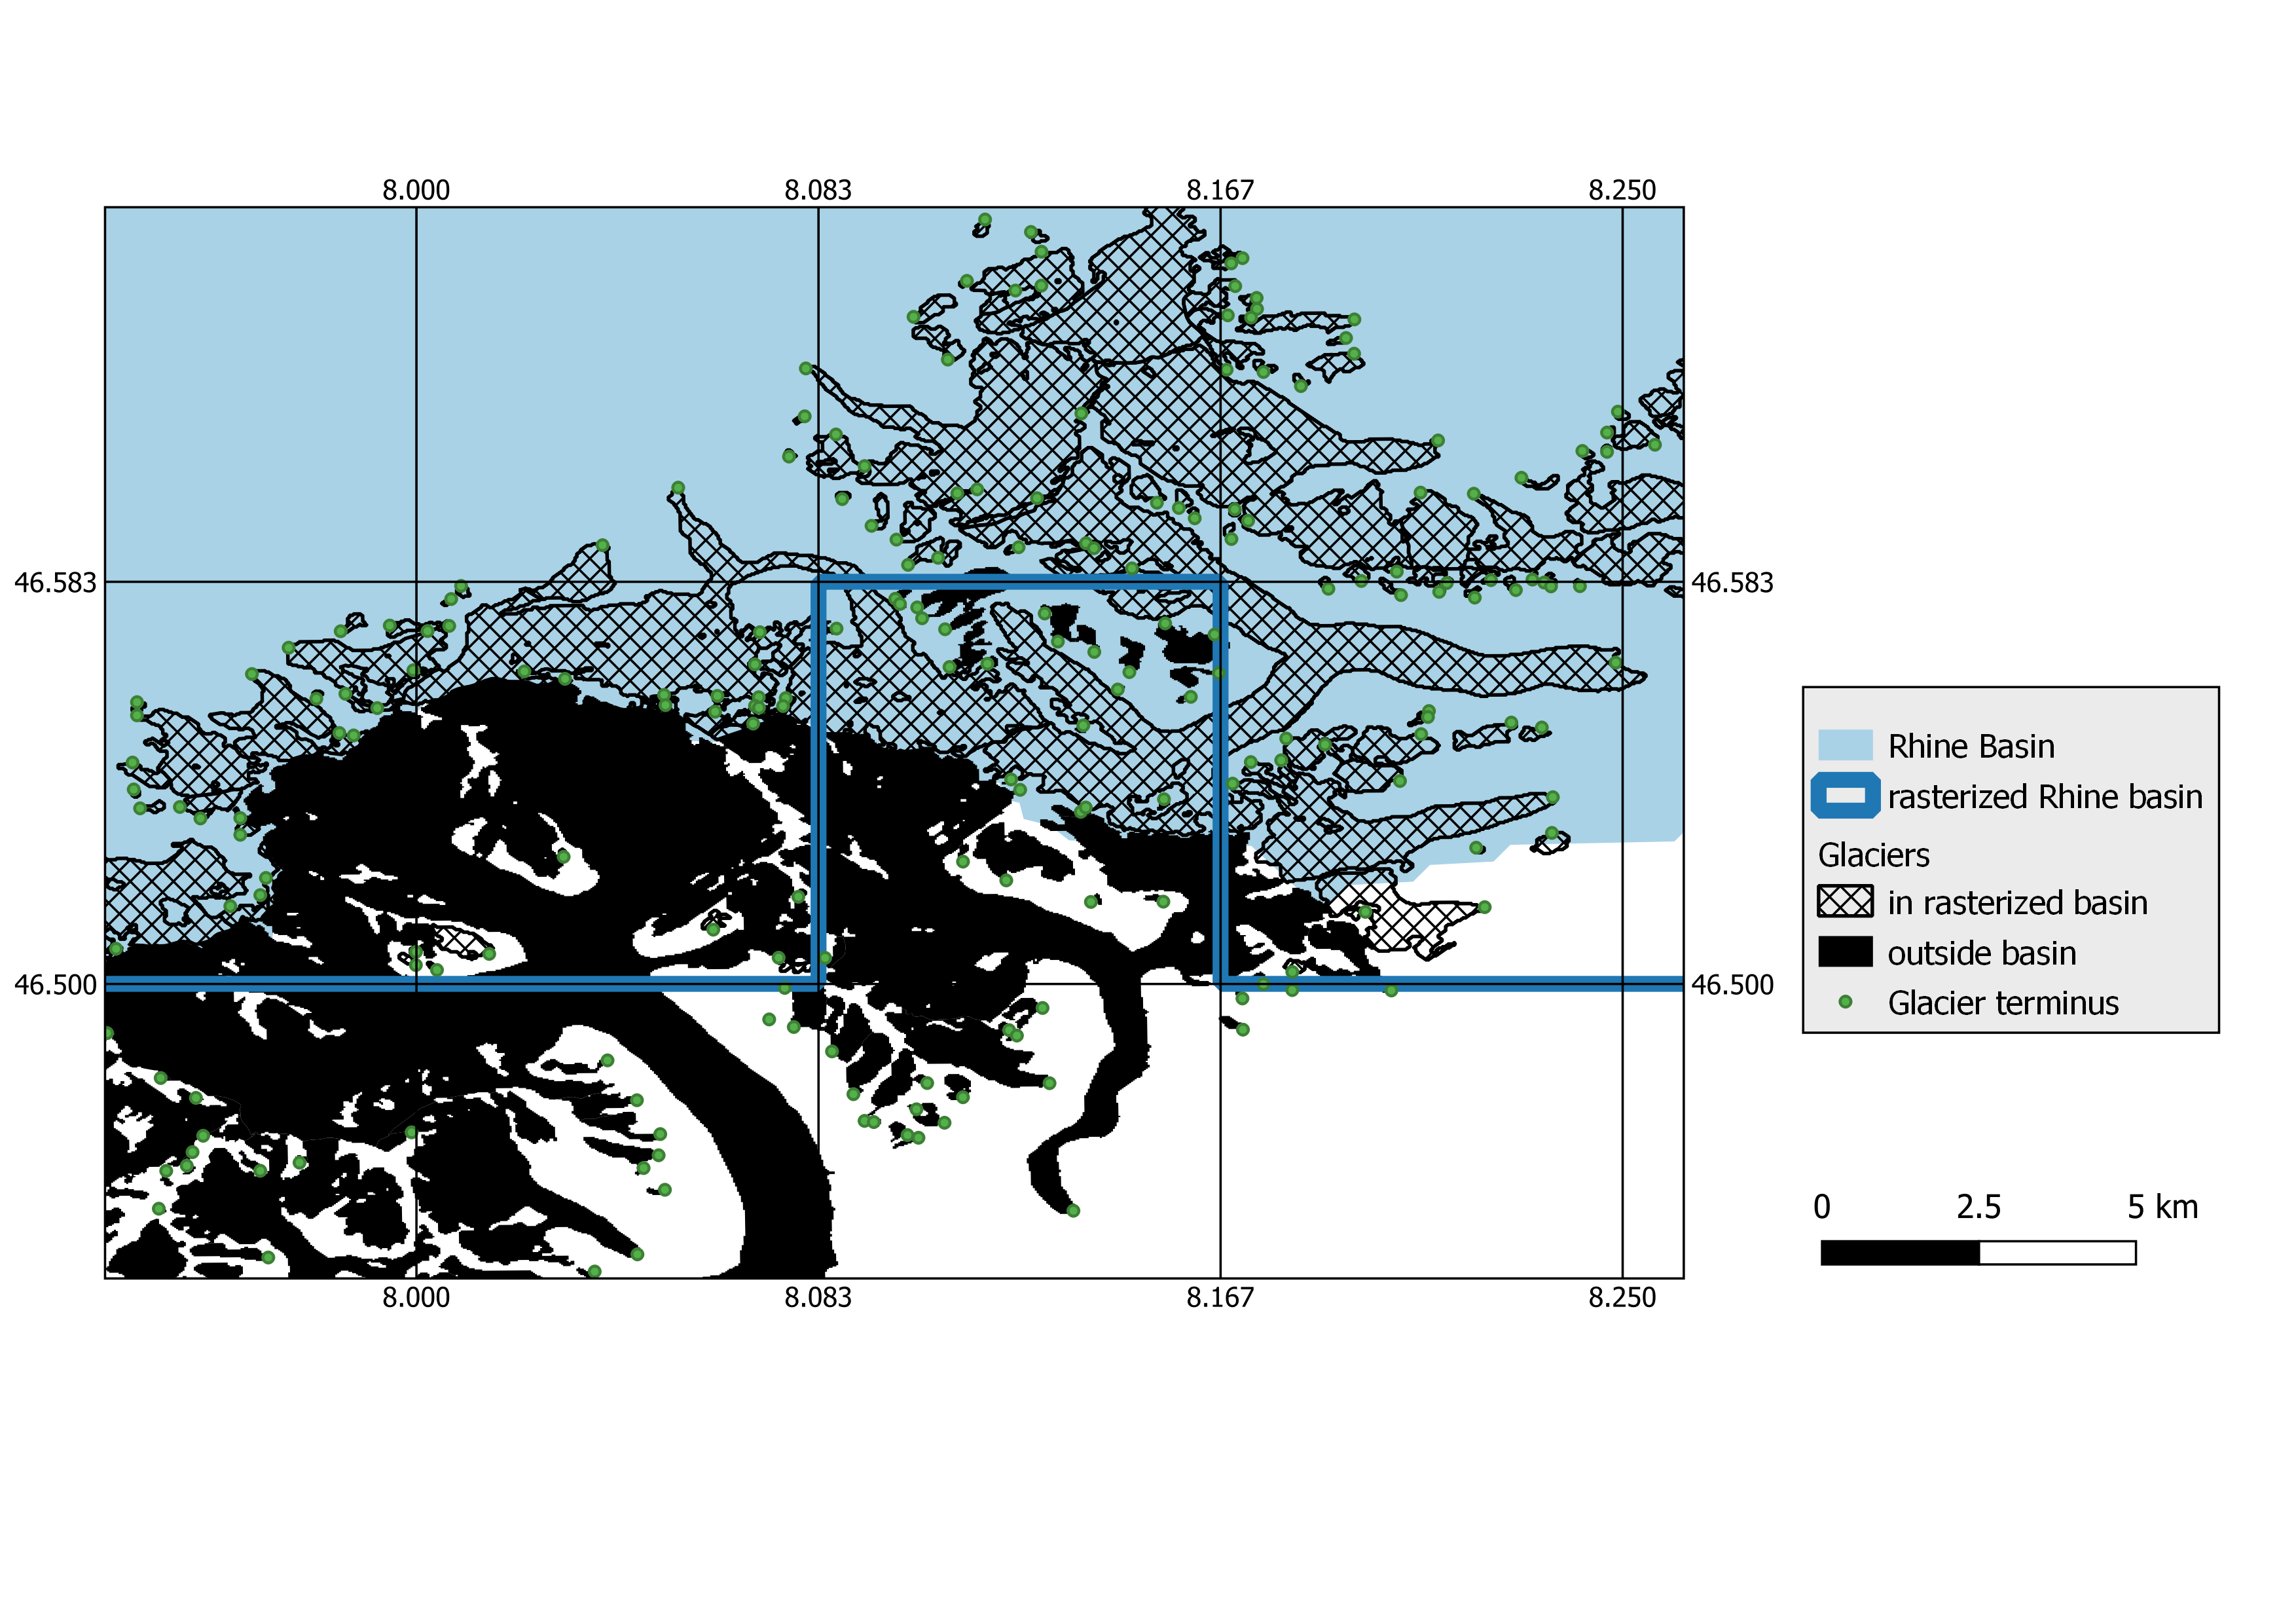 8.000 8.083 8.167 8.250
46.583 46.583
Rhine Basin
rasterized Rhine basin
Glaciers
in rasterized basin
outside basin
Glacier terminus
46.500 46.500
0 2.5 5 km
8.000 8.083 8.167 8.250